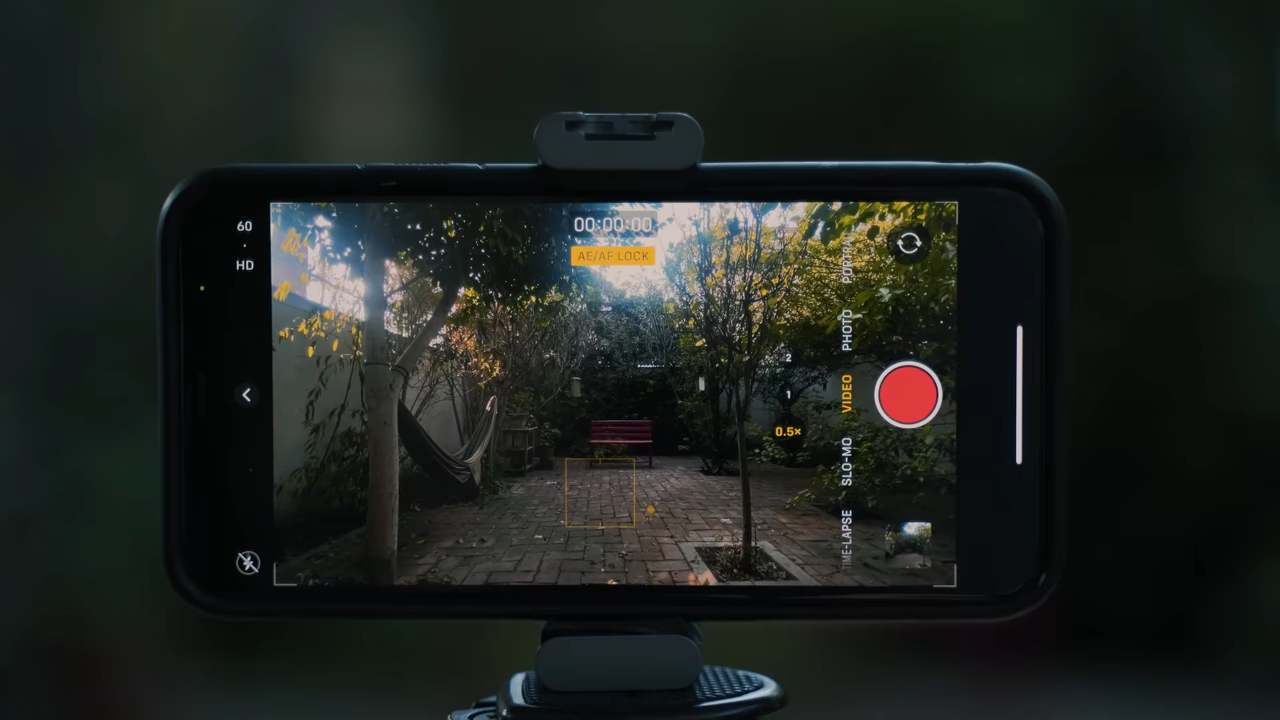 60
HD
00:00:00
AE/AF LOCK
2
1
0.5×
PORTRAIT
PHOTO
VIDEO
SLO-MO
TIME-LAPSE